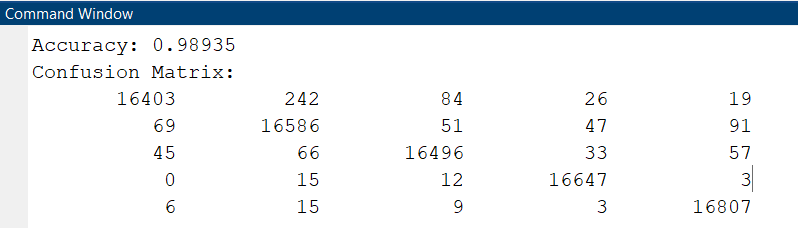 Command Window
Accuracy: 0.98935
Confusion Matrix:
16403 242 84 26 19
69 16586 51 47 91
45 66 16496 33 57
0 15 12 16647 3
6 15 9 3 16807